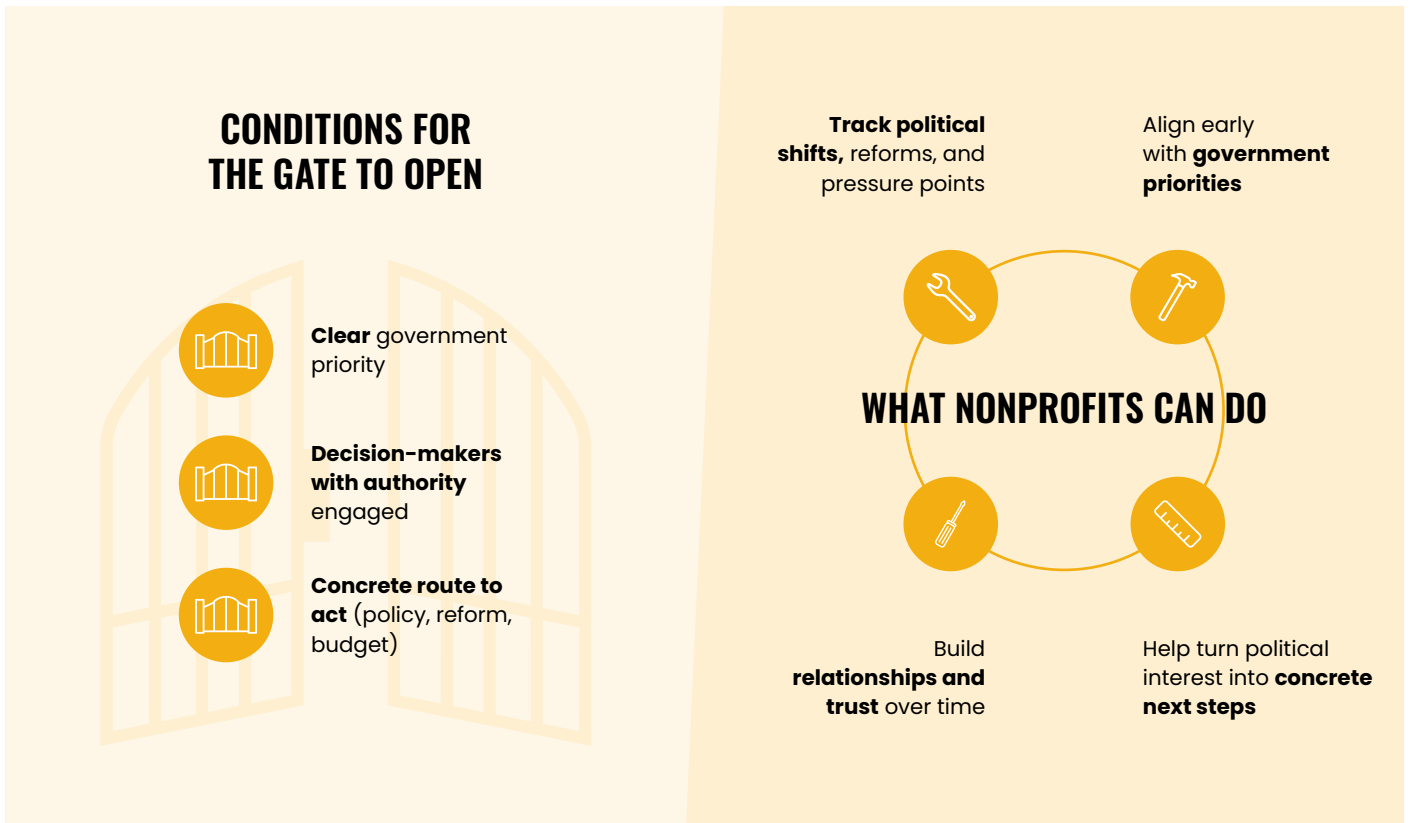 CONDITIONS FOR
THE GATE TO OPEN
Clear government
priority
Decision-makers
with authority
engaged
Concrete route to
act (policy, reform,
budget)
Track political
shifts, reforms, and
pressure points
Align early
with government
priorities
WHAT NONPROFITS CAN DO
Build
relationships and
trust over time
Help turn political
interest into concrete
next steps